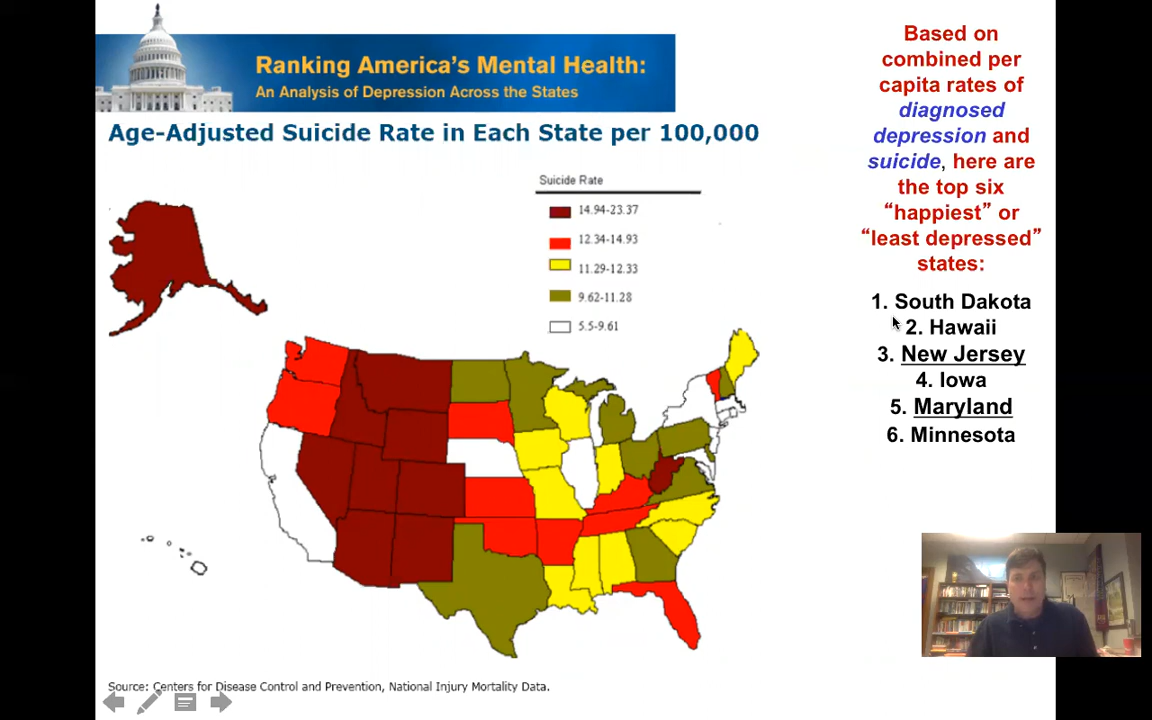 Ranking America's Mental Health:
An Analysis of Depression Across the States
Age-Adjusted Suicide Rate in Each State per 100,000
Suicide Rate
14.94-23.37
12.34-14.93
11.29-12.33
9.62-11.28
5.5-9.61
Source: Centers for Disease Control and Prevention, National Injury Mortality Data.
Based on
combined per
capita rates of
diagnosed
depression and
suicide, here are
the top six
“happiest” or
“least depressed”
states:
1. South Dakota
2. Hawaii
3. New Jersey
4. Iowa
5. Maryland
6. Minnesota